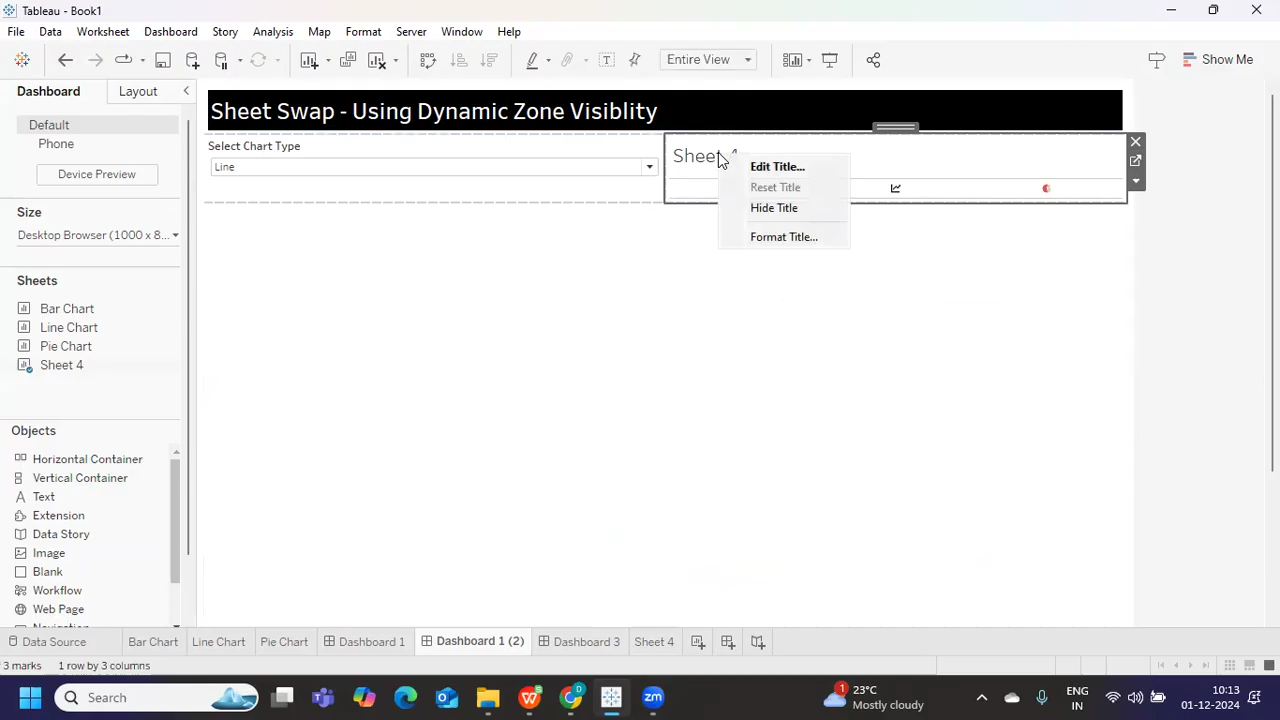 Tableau - Book1
File Data Worksheet Dashboard Story Analysis Map Format Server Window Help
Entire View
Show Me
Dashboard Layout
Default
Phone
Device Preview
Size
Desktop Browser (1000 x 8...
Sheets
Bar Chart
Line Chart
Pie Chart
Sheet 4
Objects
Horizontal Container
Vertical Container
Text
Extension
Data Story
Image
Blank
Workflow
Web Page
Sheet Swap - Using Dynamic Zone Visiblity
Select Chart Type
Line
Sheet 4
Edit Title...
Reset Title
Hide Title
Format Title...
Data Source Bar Chart Line Chart Pie Chart Dashboard 1 Dashboard 1 (2) Dashboard 3 Sheet 4
3 marks 1 row by 3 columns
Search
1
23°C
Mostly cloudy
ENG
IN
10:13
01-12-2024